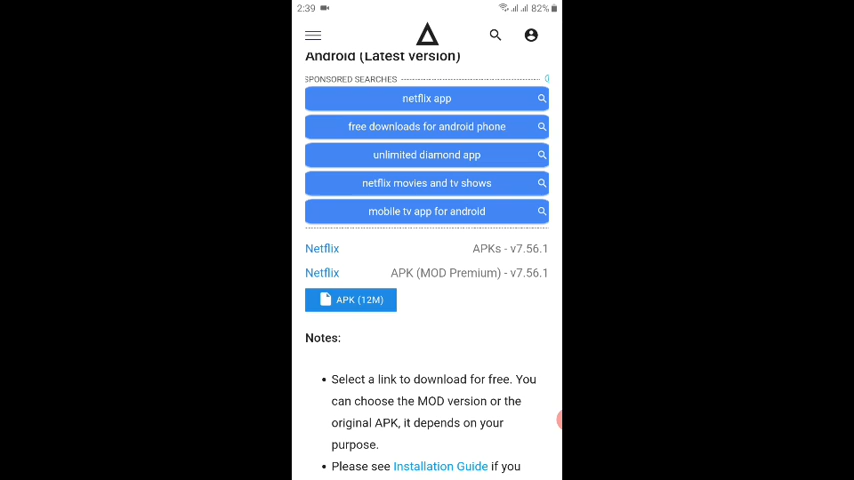 2:39 82%
Android (Latest version)
SPONSORED SEARCHES
netflix app
free downloads for android phone
unlimited diamond app
netflix movies and tv shows
mobile tv app for android
Netflix APKs - v7.56.1
Netflix APK (MOD Premium) - v7.56.1
APK (12M)
Notes:
• Select a link to download for free. You
can choose the MOD version or the
original APK, it depends on your
purpose.
• Please see Installation Guide if you